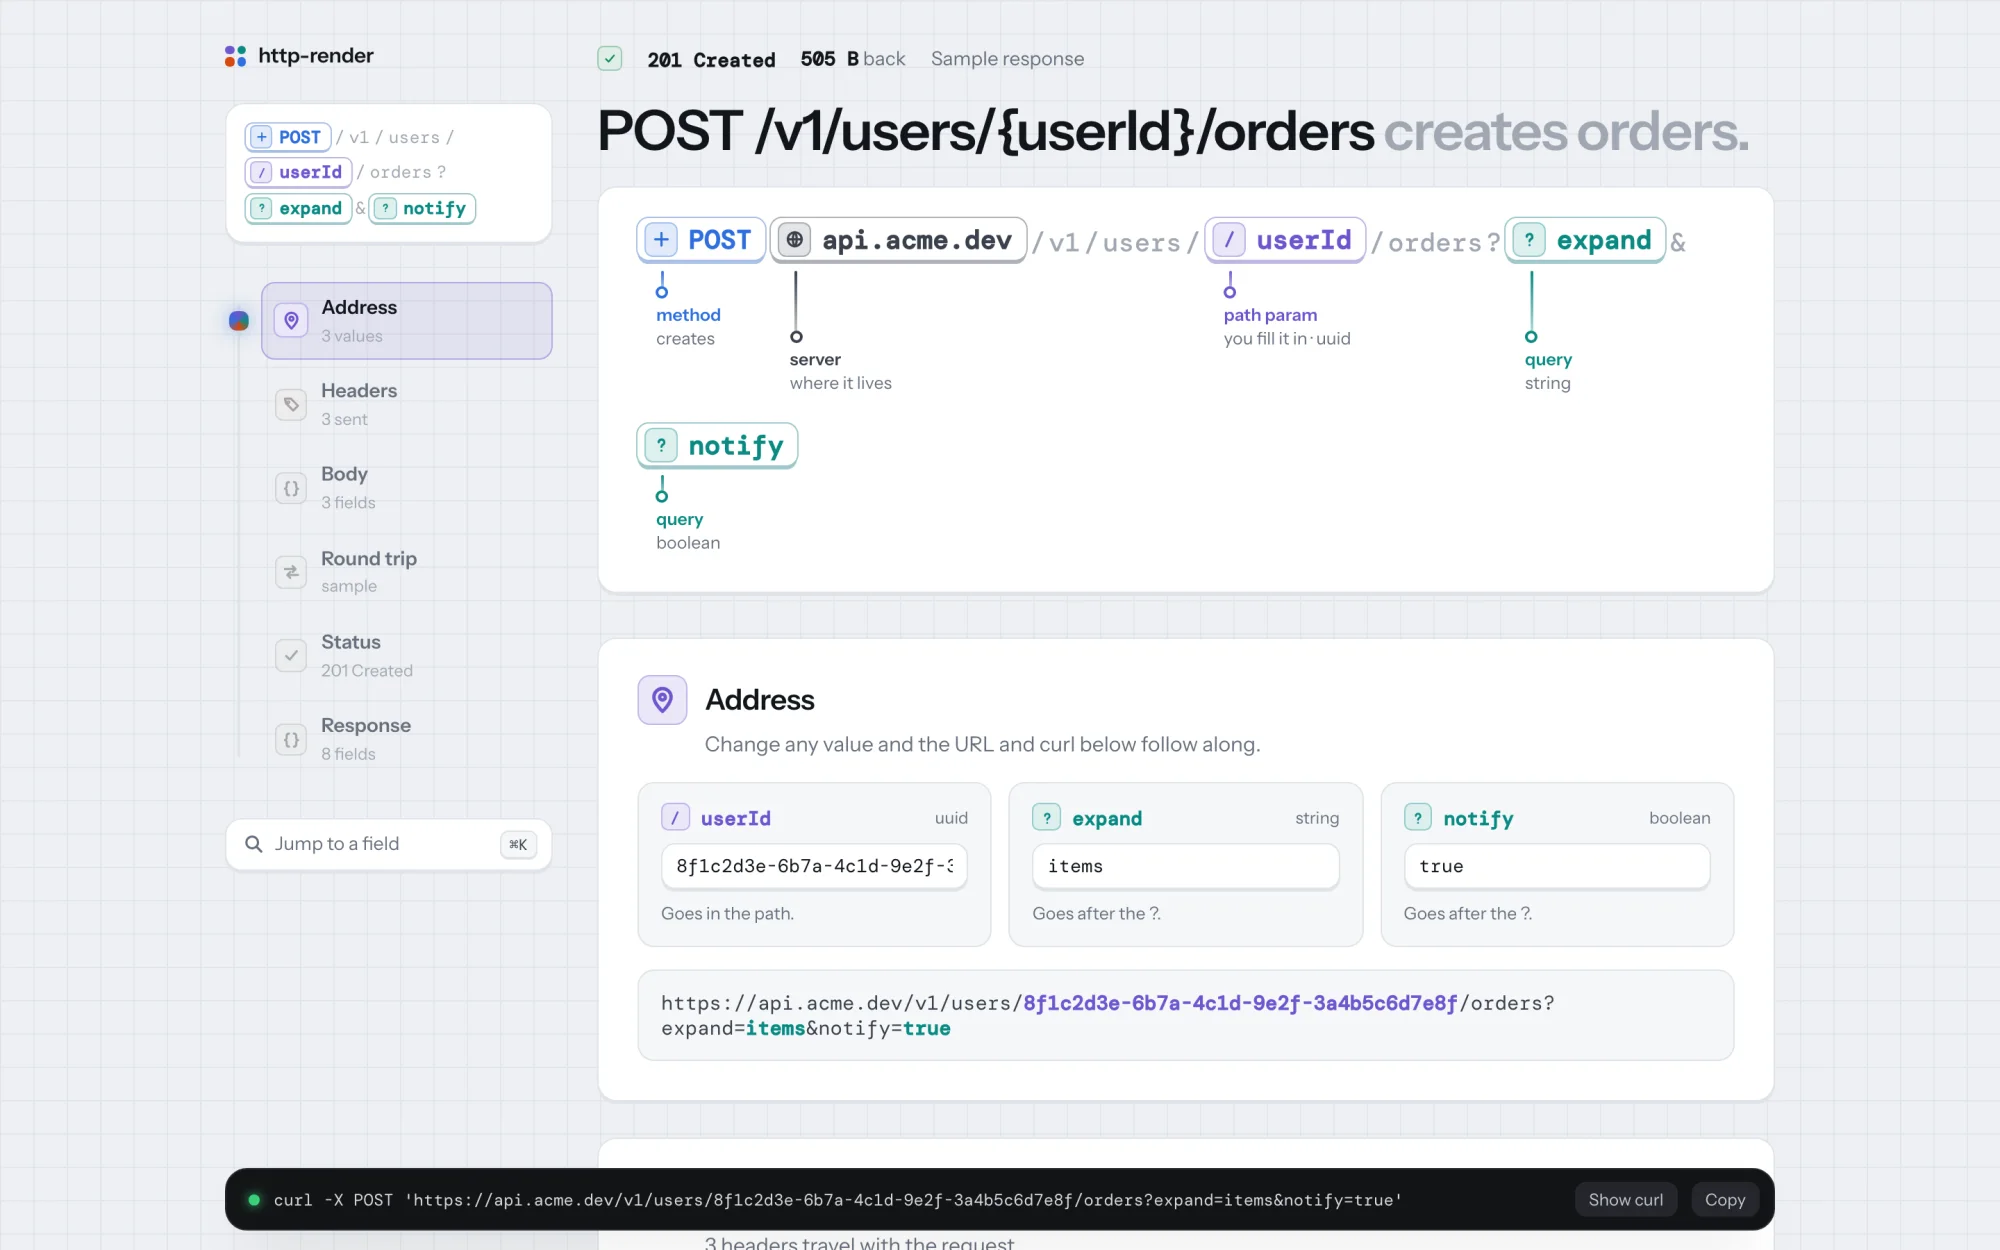 http-render
+ POST / v1 / users /
/ userId / orders ?
? expand & ? notify
Address
3 values
Headers
3 sent
Body
3 fields
Round trip
sample
Status
201 Created
Response
8 fields
Jump to a field ⌘K
201 Created 505 B back Sample response
POST /v1/users/{userId}/orders creates orders.
+ POST api.acme.dev / v1 / users / / userId / orders ? ? expand &
method
creates
server
where it lives
path param
you fill it in · uuid
query
string
? notify
query
boolean
Address
Change any value and the URL and curl below follow along.
/ userId uuid
8f1c2d3e-6b7a-4c1d-9e2f-3
Goes in the path.
? expand string
items
Goes after the ?.
? notify boolean
true
Goes after the ?.
https://api.acme.dev/v1/users/8f1c2d3e-6b7a-4c1d-9e2f-3a4b5c6d7e8f/orders?
expand=items&notify=true
curl -X POST 'https://api.acme.dev/v1/users/8f1c2d3e-6b7a-4c1d-9e2f-3a4b5c6d7e8f/orders?expand=items&notify=true' Show curl Copy
3 headers travel with the request